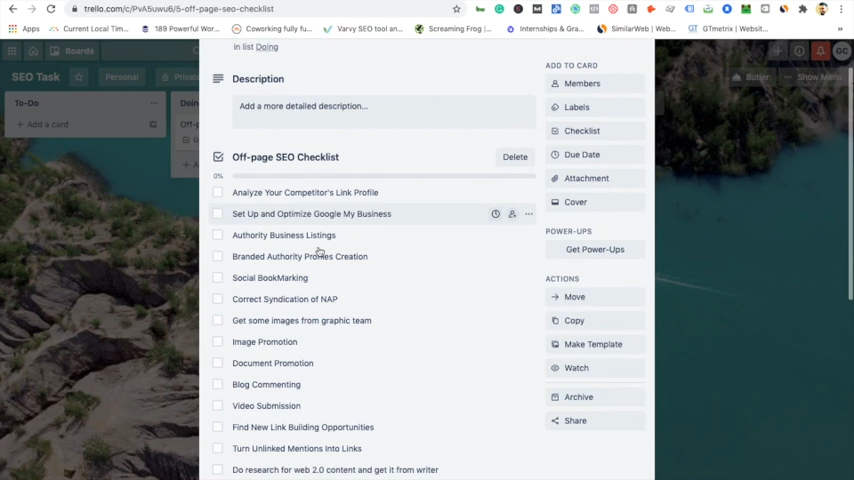 trello.com/c/PvA5uwu6/5-off-page-seo-checklist
Apps
Current Local Tim...
189 Powerful Wor...
Coworking fully fu...
Varvy SEO tool an...
Screaming Frog |...
Internships & Gra...
SimilarWeb | Web...
GTmetrix | Websit...
Boards
GC
SEO Task
Personal
Butler
Show Menu
To-Do
Add a card
in list Doing
Description
Add a more detailed description...
Off-page SEO Checklist
Delete
0%
Analyze Your Competitor's Link Profile
Set Up and Optimize Google My Business
Authority Business Listings
Branded Authority Profiles Creation
Social BookMarking
Correct Syndication of NAP
Get some images from graphic team
Image Promotion
Document Promotion
Blog Commenting
Video Submission
Find New Link Building Opportunities
Turn Unlinked Mentions Into Links
Do research for web 2.0 content and get it from writer
ADD TO CARD
Members
Labels
Checklist
Due Date
Attachment
Cover
POWER-UPS
Get Power-Ups
ACTIONS
Move
Copy
Make Template
Watch
Archive
Share